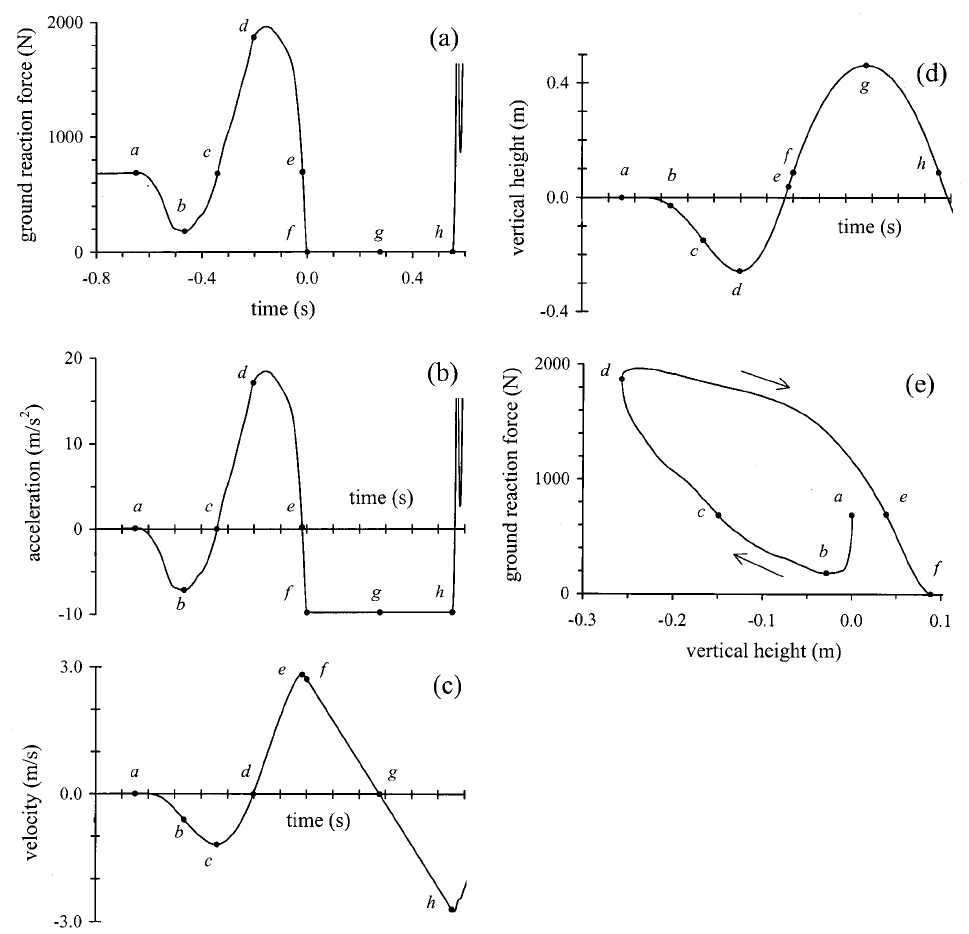 (a)
ground reaction force (N)
2000
1000
0
a
b
c
d
e
f
g
h
-0.8
-0.4
0.0
0.4
time (s)
(b)
acceleration (m/s²)
20
10
0
-10
a
b
c
d
e
f
g
h
time (s)
(c)
velocity (m/s)
3.0
0.0
-3.0
a
b
c
d
e
f
g
h
time (s)
(d)
vertical height (m)
0.4
0.0
-0.4
a
b
c
d
e
f
g
h
time (s)
(e)
ground reaction force (N)
2000
1000
0
a
b
c
d
e
f
-0.3
-0.2
-0.1
0.0
0.1
vertical height (m)